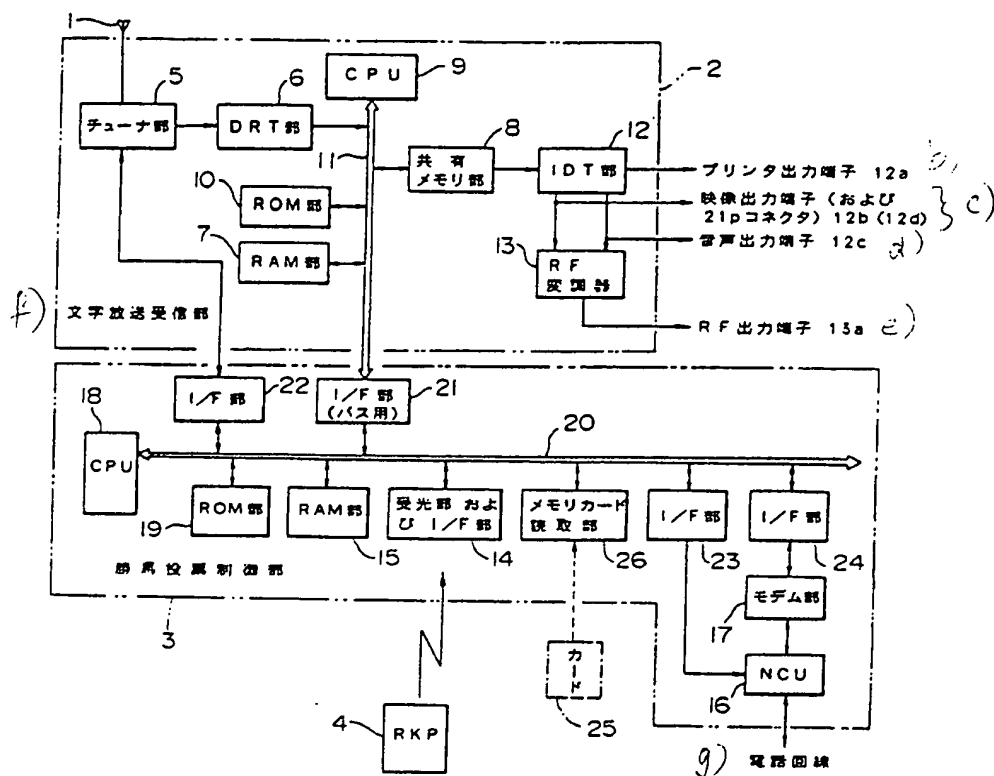 1
2
5
チューナ部
6
DRT部
CPU
9
11
8
共有
メモリ部
12
IDT部
プリンタ出力端子 12a
b)
映像出力端子(および
21pコネクタ) 12b (12d)
} c)
音声出力端子 12c
d)
10
ROM部
7
RAM部
13
RF
変調器
RF出力端子 13a
e)
f)
文字放送受信部
I/F部
22
I/F部
(バス用)
21
18
CPU
20
19
ROM部
RAM部
15
受光部および
び I/F部
14
メモリカード
読取部
26
I/F部
23
I/F部
24
勝馬投票制御部
3
17
モデム部
16
NCU
カード
25
4
RKP
g)
電話回線